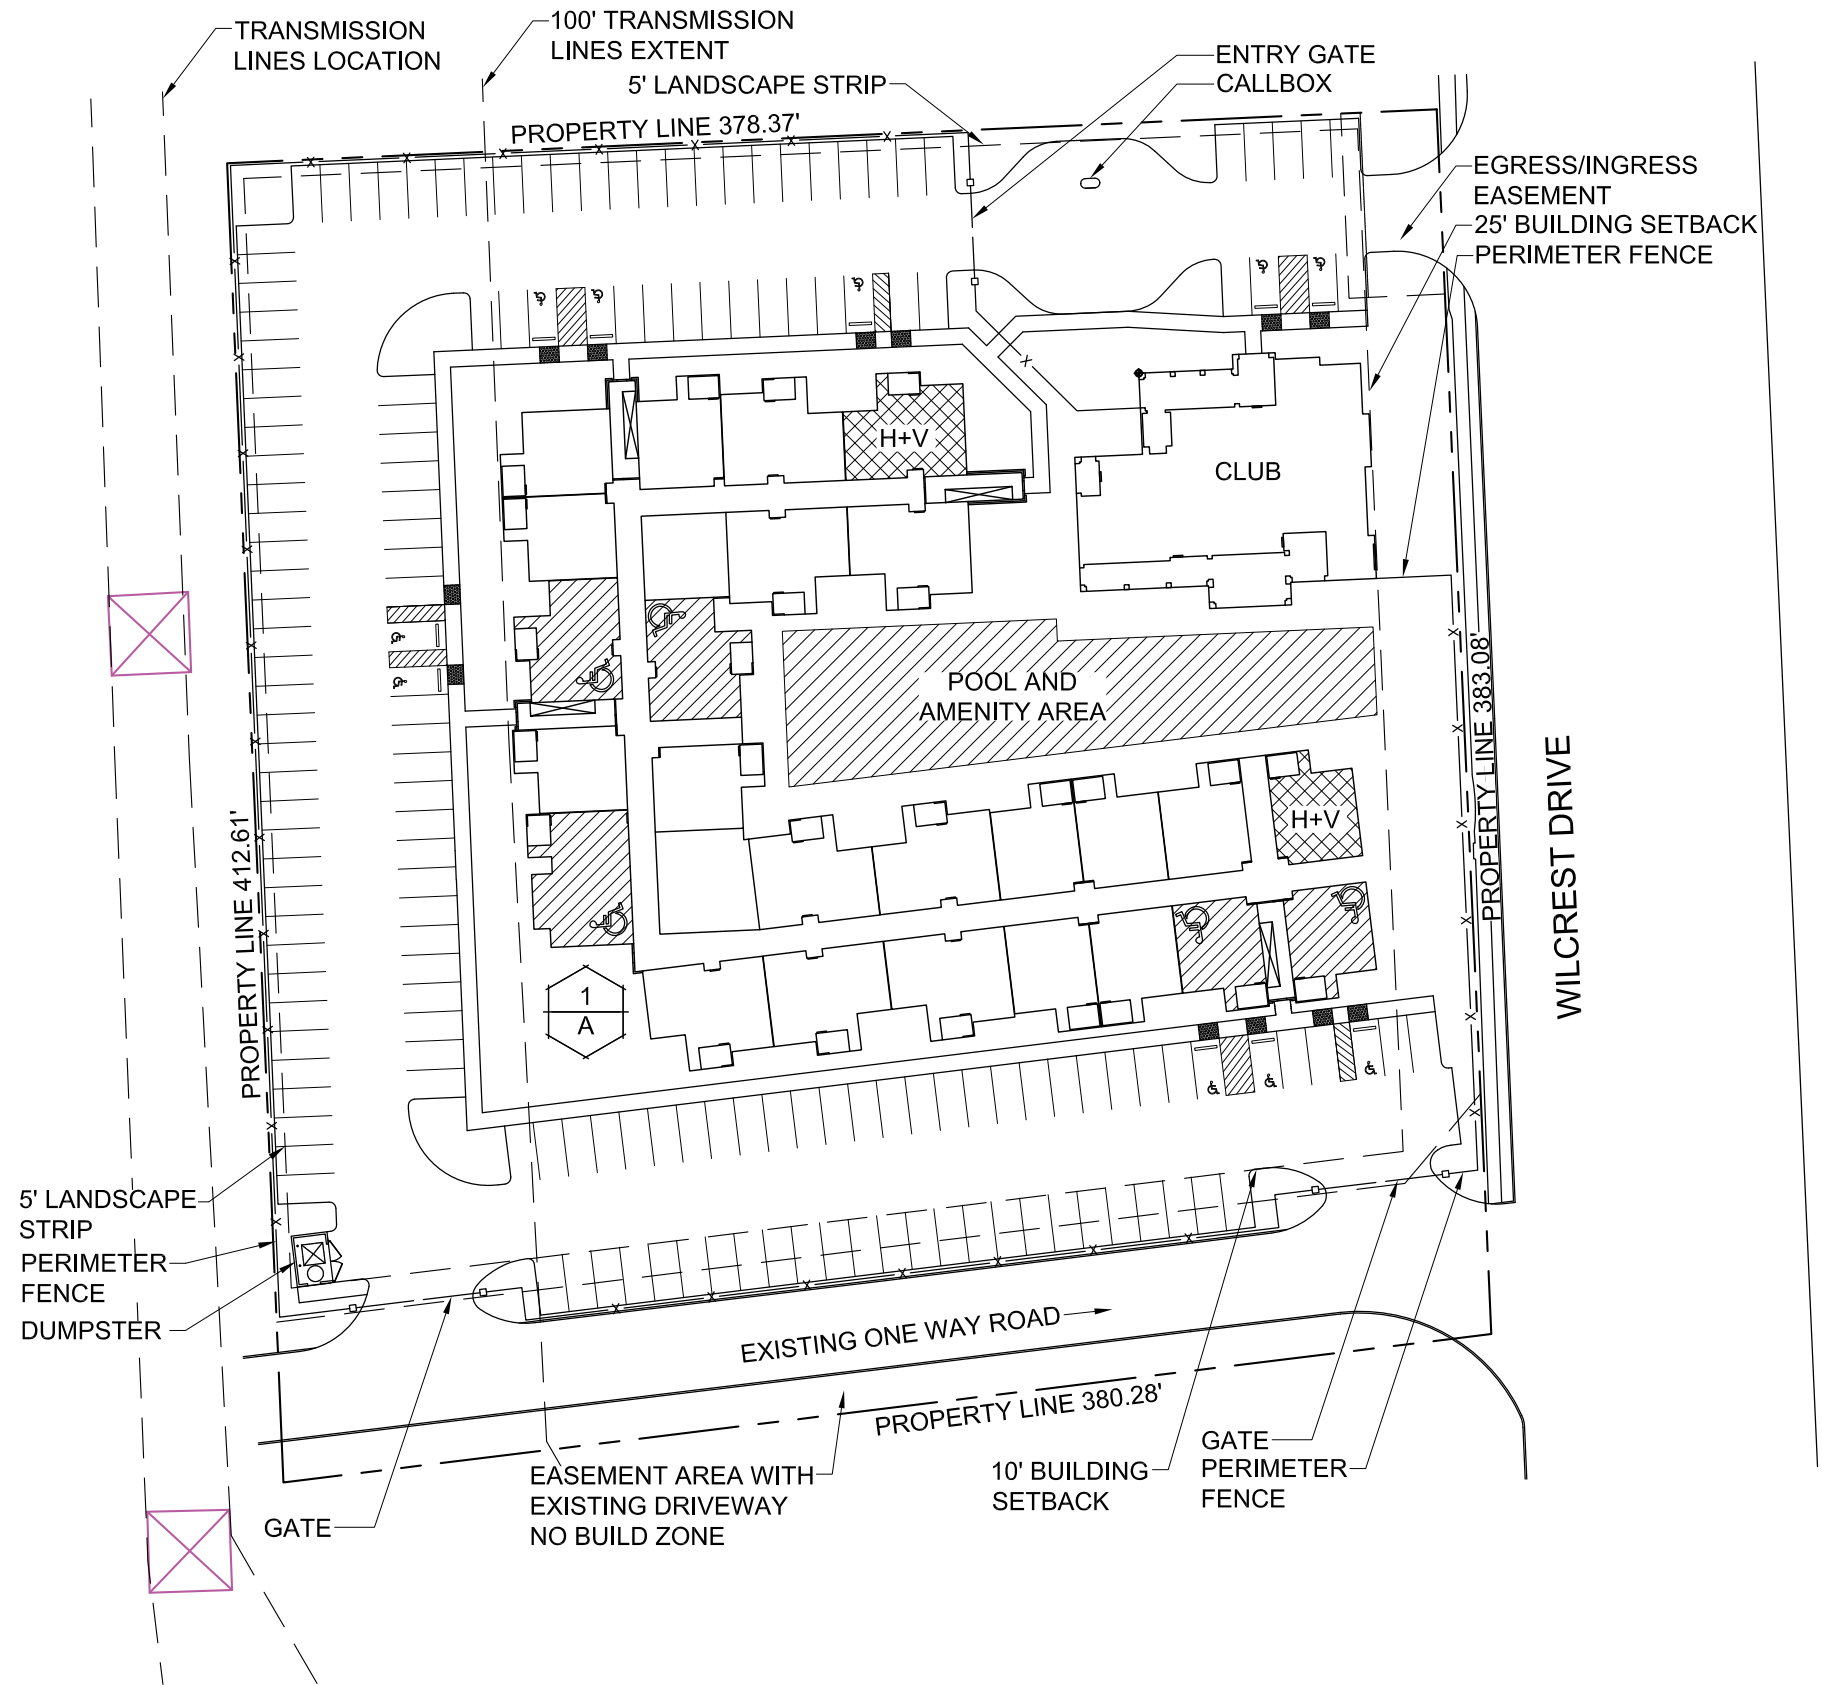 TRANSMISSION
LINES LOCATION
100' TRANSMISSION
LINES EXTENT
5' LANDSCAPE STRIP
ENTRY GATE
CALLBOX
PROPERTY LINE 378.37'
EGRESS/INGRESS
EASEMENT
25' BUILDING SETBACK
PERIMETER FENCE
H+V
CLUB
POOL AND
AMENITY AREA
PROPERTY LINE 383.08'
WILCREST DRIVE
H+V
PROPERTY LINE 412.61'
1
A
5' LANDSCAPE
STRIP
PERIMETER
FENCE
DUMPSTER
EXISTING ONE WAY ROAD
PROPERTY LINE 380.28'
GATE
EASEMENT AREA WITH
EXISTING DRIVEWAY
NO BUILD ZONE
10' BUILDING
SETBACK
GATE
PERIMETER
FENCE